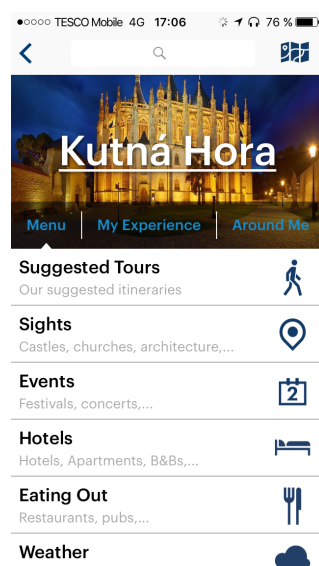 TESCO Mobile 4G 17:06 76 %
Kutná Hora
Menu My Experience Around Me
Suggested Tours
Our suggested itineraries
Sights
Castles, churches, architecture,...
Events
Festivals, concerts,...
2
Hotels
Hotels, Apartments, B&Bs,...
Eating Out
Restaurants, pubs,...
Weather